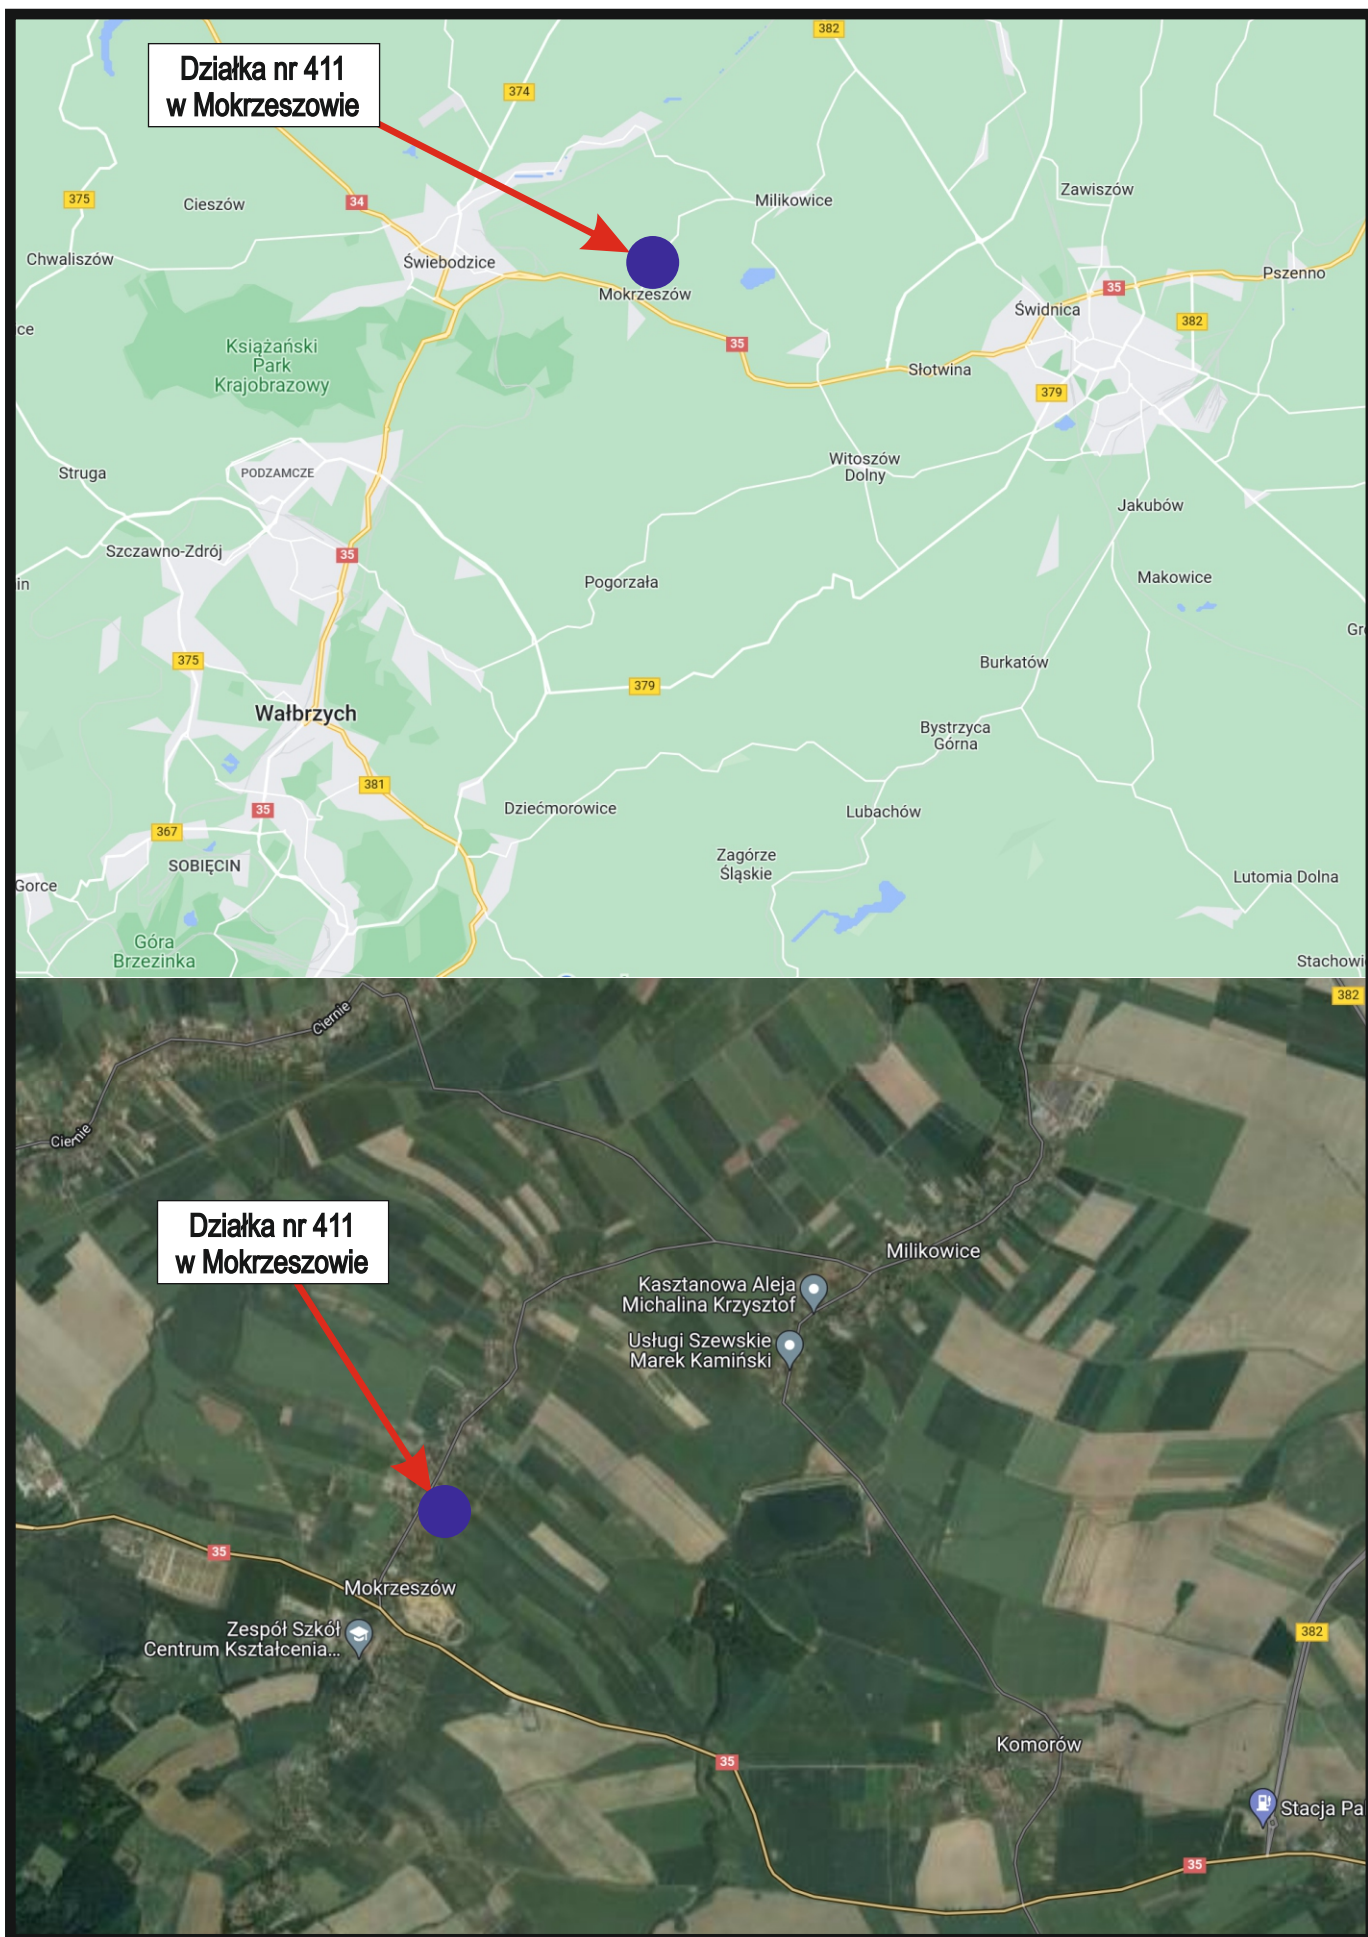 382
Działka nr 411
w Mokrzeszowie
374
375
Cieszów
34
Milikowice
Zawiszów
Chwaliszów
Świebodzice
Pszenno
Mokrzeszów
35
Świdnica
382
ce
Książański
Park
Krajobrazowy
35
Słotwina
379
Struga
PODZAMCZE
Witoszów
Dolny
Jakubów
Szczawno-Zdrój
35
in
Pogorzała
Makowice
Gr
375
Burkatów
379
Wałbrzych
Bystrzyca
Górna
381
35
Dziećmorowice
Lubachów
367
SOBIĘCIN
Zagórze
Śląskie
Gorce
Lutomia Dolna
Góra
Brzezinka
Stachowi
382
Ciernie
Ciernie
Działka nr 411
w Mokrzeszowie
Milikowice
Kasztanowa Aleja
Michalina Krzysztof
Usługi Szewskie
Marek Kamiński
35
Mokrzeszów
Zespół Szkół
Centrum Kształcenia...
382
Komorów
35
Stacja Pa
35